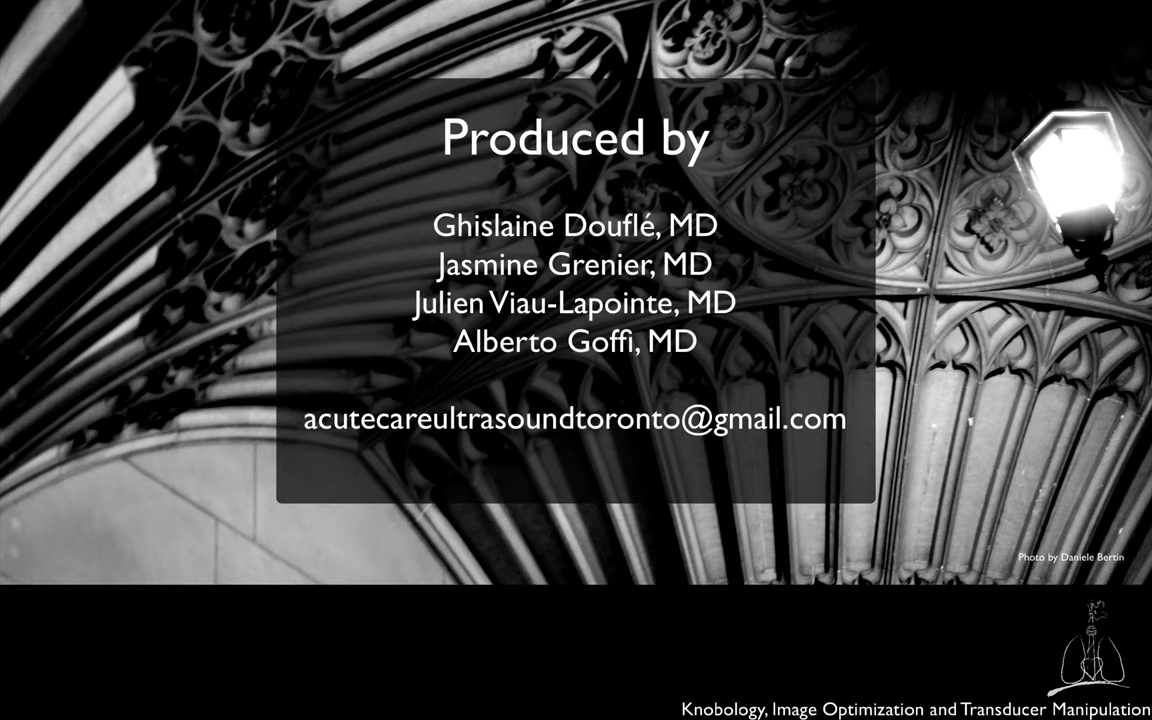 Produced by
Ghislaine Douflé, MD
Jasmine Grenier, MD
Julien Viau-Lapointe, MD
Alberto Goffi, MD
acutecareultrasoundtoronto@gmail.com
Photo by Daniele Bertin
Knobology, Image Optimization and Transducer Manipulation